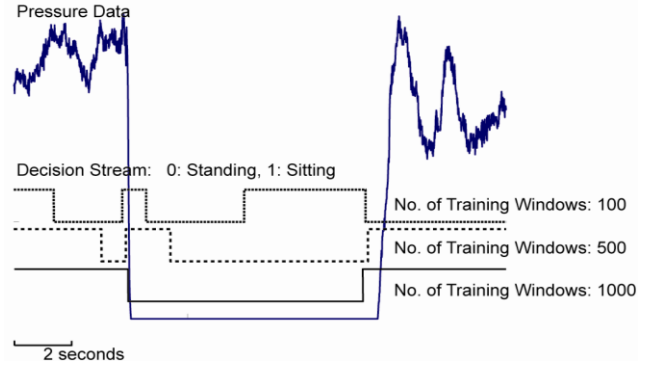 Pressure Data
Decision Stream: 0: Standing, 1: Sitting
No. of Training Windows: 100
No. of Training Windows: 500
No. of Training Windows: 1000
2 seconds